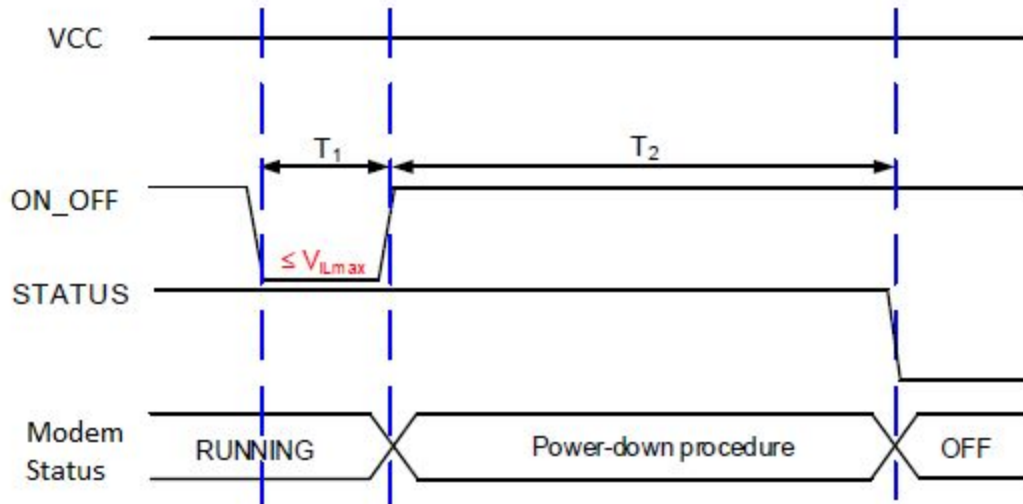 VCC
T1 T2
ON_OFF
≤ VILmax
STATUS
Modem
Status
RUNNING Power-down procedure OFF